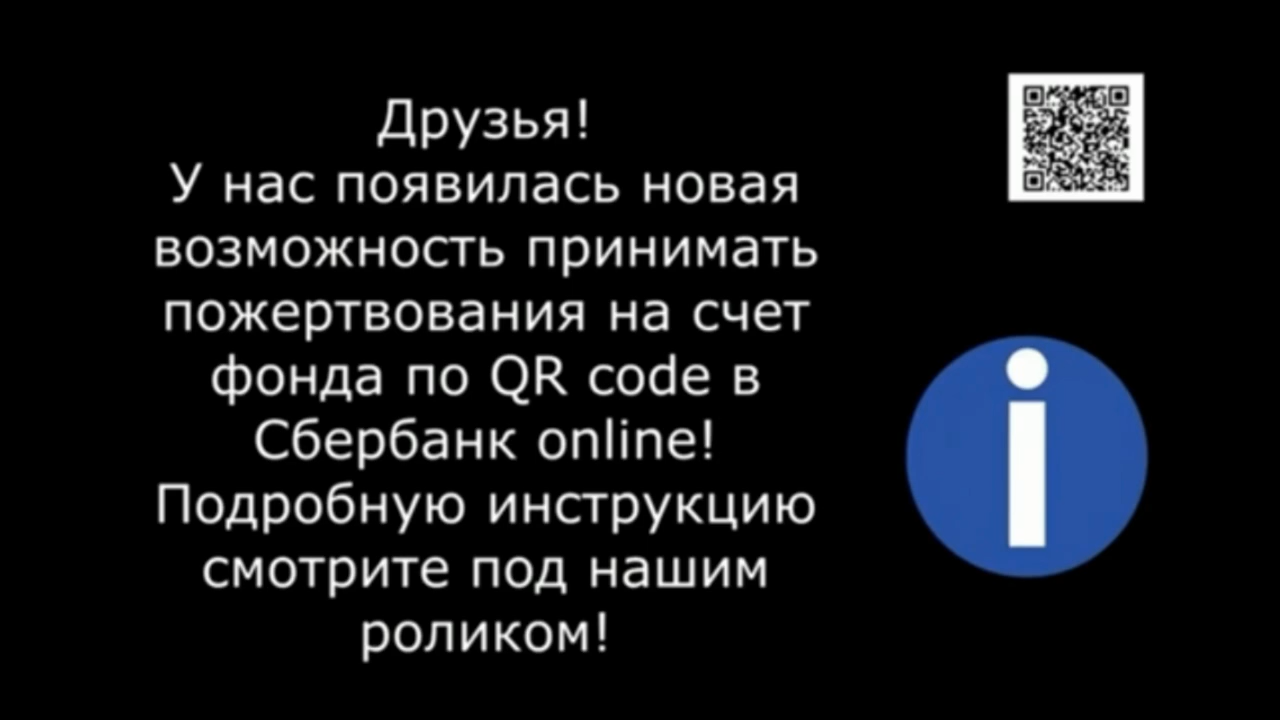 Друзья!
У нас появилась новая
возможность принимать
пожертвования на счет
фонда по QR code в
Сбербанк online!
Подробную инструкцию
смотрите под нашим
роликом!
i